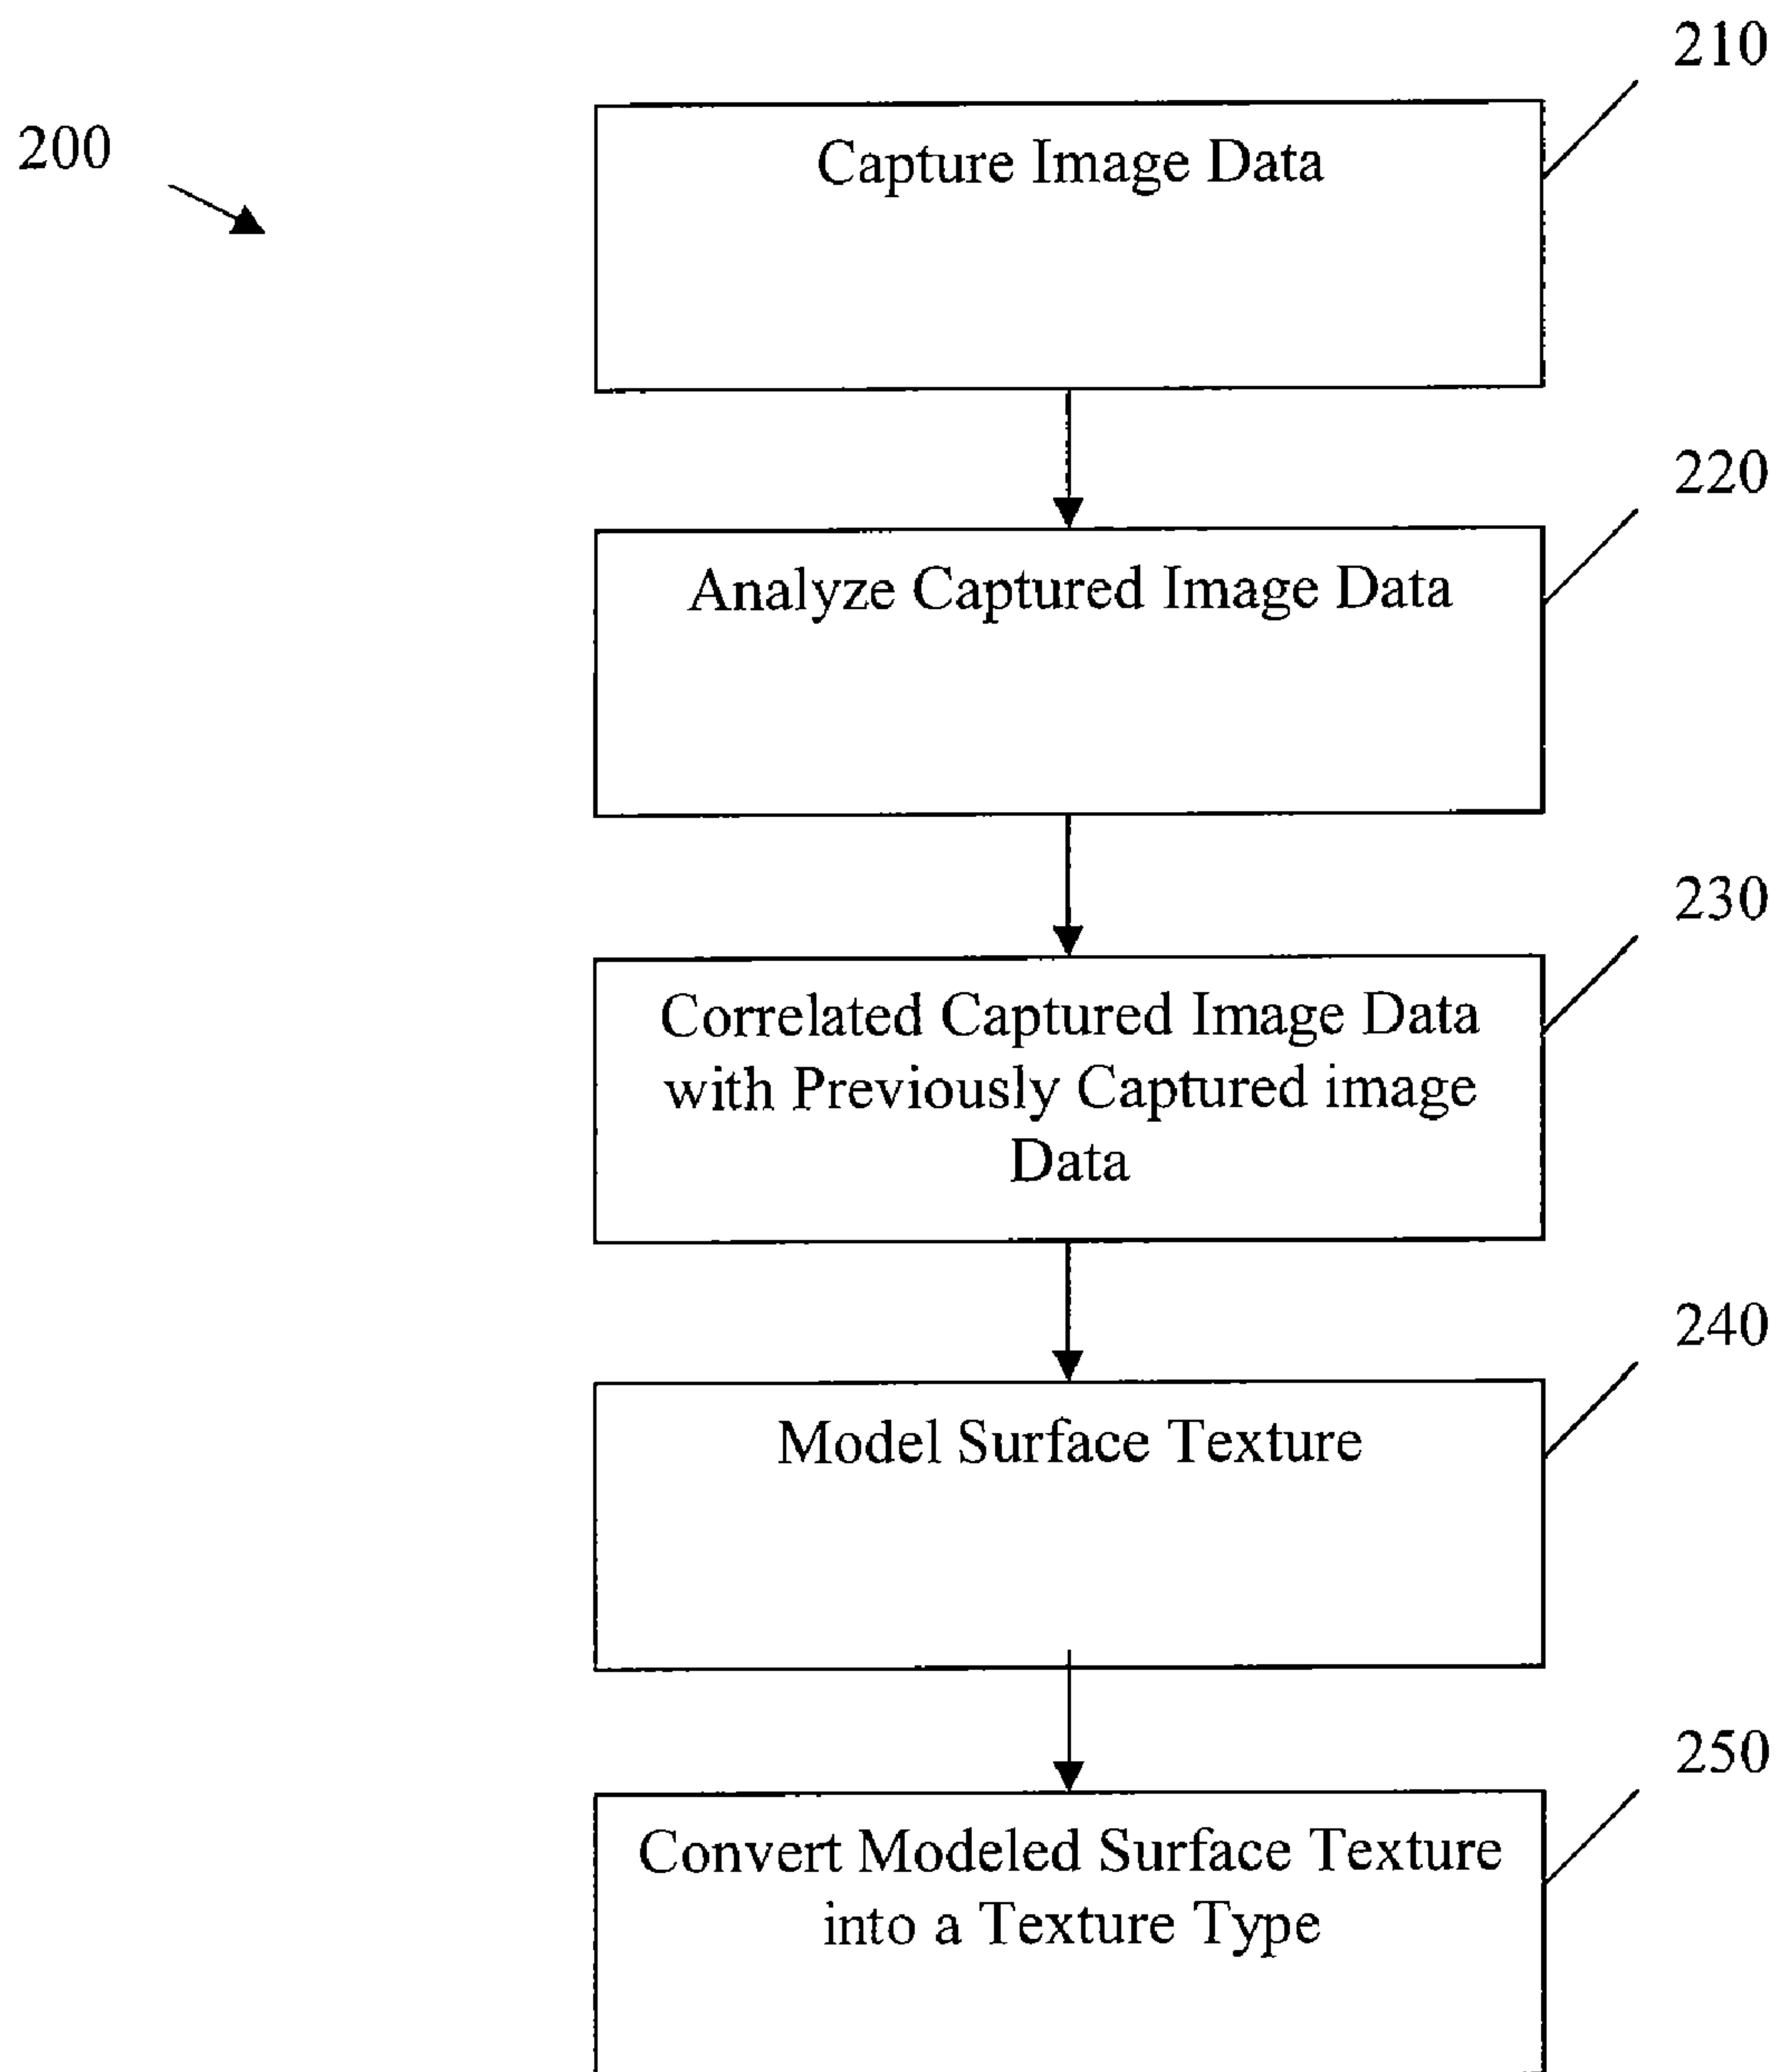 210
200
Capture Image Data
220
Analyze Captured Image Data
230
Correlated Captured Image Data
with Previously Captured image
Data
240
Model Surface Texture
250
Convert Modeled Surface Texture
into a Texture Type